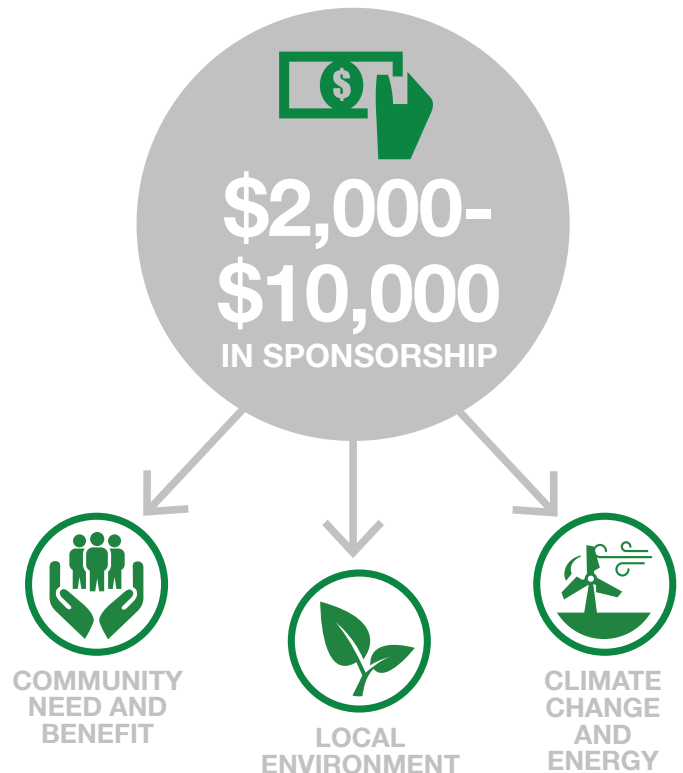 $
$2,000-
$10,000
IN SPONSORSHIP
COMMUNITY
NEED AND
BENEFIT
LOCAL
ENVIRONMENT
CLIMATE
CHANGE
AND
ENERGY